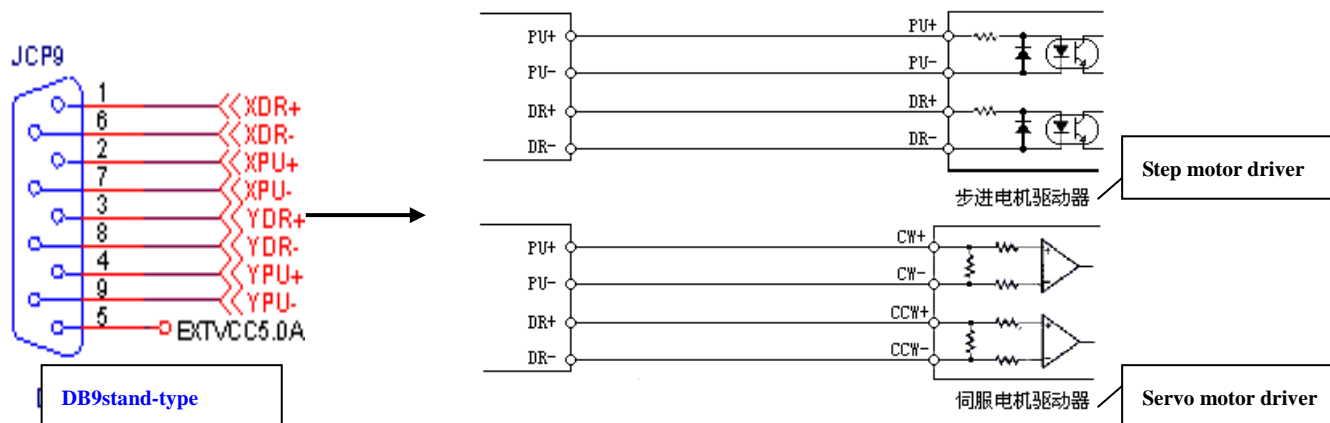 JCP9
1
XDR+
6
XDR-
2
XPU+
7
XPU-
3
YDR+
8
YDR-
4
YPU+
9
YPU-
5
EXTVCC5.0A
DB9stand-type
PU+
PU+
PU-
PU-
DR+
DR+
DR-
DR-
步进电机驱动器
Step motor driver
PU+
CW+
PU-
CW-
DR+
CCW+
DR-
CCW-
伺服电机驱动器
Servo motor driver